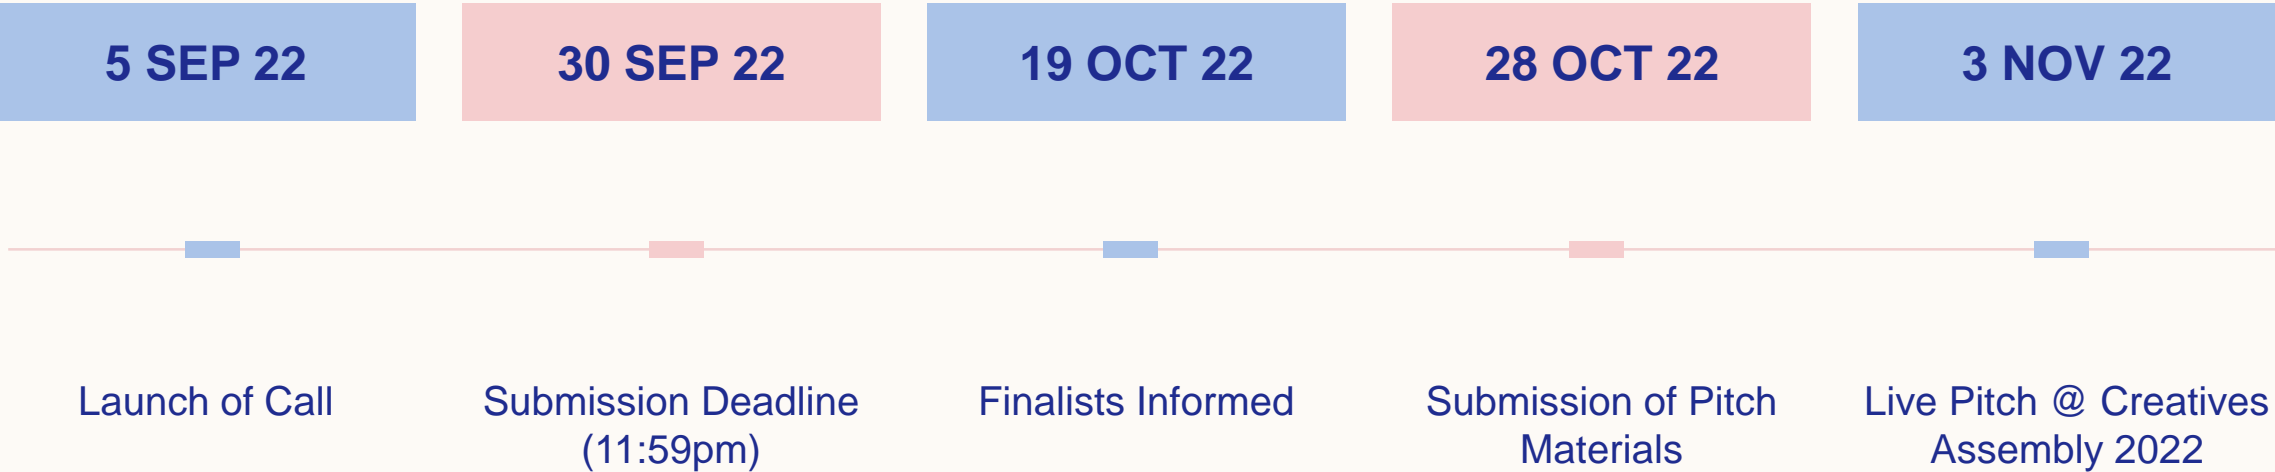 5 SEP 22
30 SEP 22
19 OCT 22
28 OCT 22
3 NOV 22
Launch of Call
Submission Deadline
(11:59pm)
Finalists Informed
Submission of Pitch
Materials
Live Pitch @ Creatives
Assembly 2022